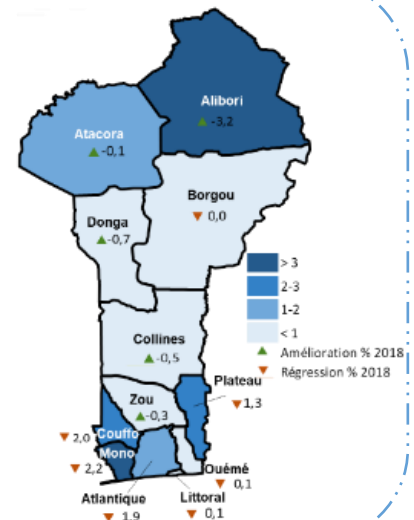 Alibori
▲ -3,2
Atacora
▲ -0,1
Borgou
▼ 0,0
Donga
▲ -0,7
> 3
2-3
1-2
< 1
▲ Amélioration % 2018
▼ Régression % 2018
Collines
▲ -0,5
Plateau
▼ 1,3
Zou
▲ -0,3
▼ 2,0 Couffo
Mono
▼ 2,2
Ouémé
▼ 0,1
Atlantique
▼ 1,9
Littoral
▼ 0,1